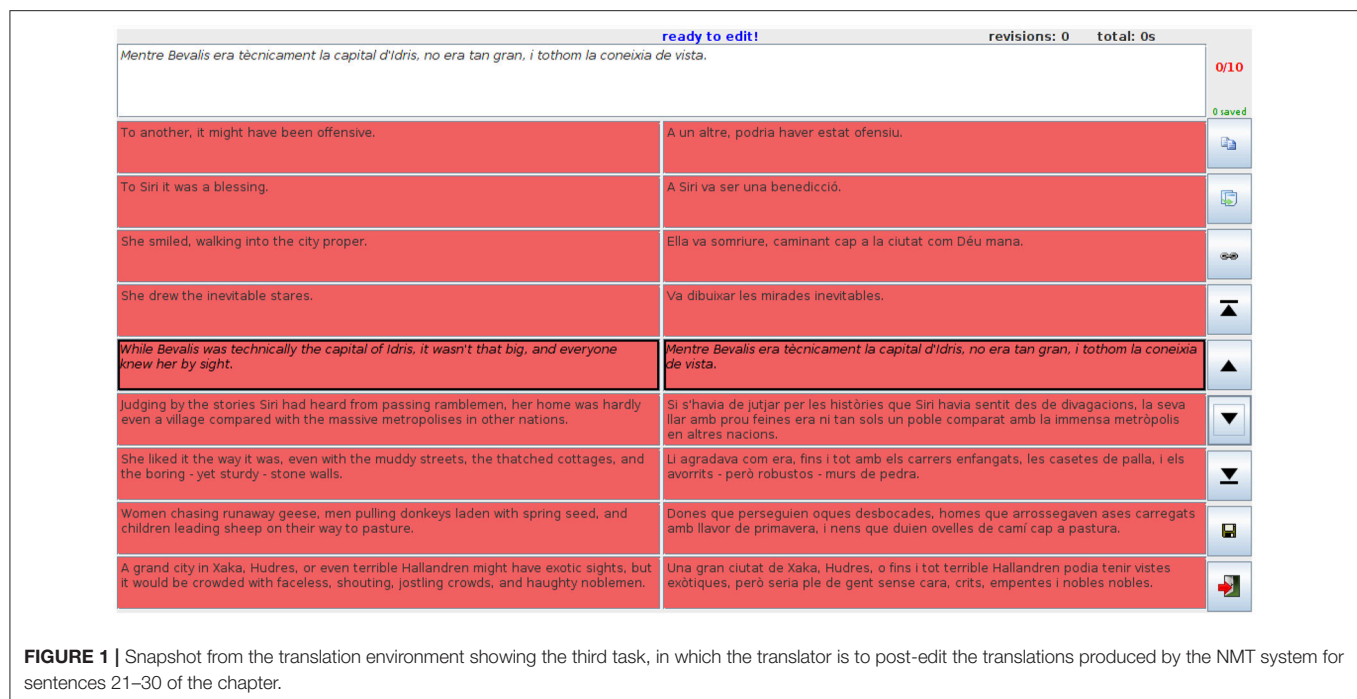 ready to edit!
revisions: 0
total: 0s
Mentre Bevalis era tècnicament la capital d'Idris, no era tan gran, i tothom la coneixia de vista.
0/10
0 saved
To another, it might have been offensive.
A un altre, podria haver estat ofensiu.
To Siri it was a blessing.
A Siri va ser una benedicció.
She smiled, walking into the city proper.
Ella va somriure, caminant cap a la ciutat com Déu mana.
She drew the inevitable stares.
Va dibuixar les mirades inevitables.
While Bevalis was technically the capital of Idris, it wasn't that big, and everyone
knew her by sight.
Mentre Bevalis era tècnicament la capital d'Idris, no era tan gran, i tothom la coneixia
de vista.
Judging by the stories Siri had heard from passing ramblemen, her home was hardly
even a village compared with the massive metropolises in other nations.
Si s'havia de jutjar per les històries que Siri havia sentit des de divagacions, la seva
llar amb prou feines era ni tan sols un poble comparat amb la immensa metròpolis
en altres nacions.
She liked it the way it was, even with the muddy streets, the thatched cottages, and
the boring - yet sturdy - stone walls.
Li agradava com era, fins i tot amb els carrers enfangats, les casetes de palla, i els
avorrits - però robustos - murs de pedra.
Women chasing runaway geese, men pulling donkeys laden with spring seed, and
children leading sheep on their way to pasture.
Dones que perseguien oques desbocades, homes que arrossegaven ases carregats
amb llavor de primavera, i nens que duien ovelles de camí cap a pastura.
A grand city in Xaka, Hudres, or even terrible Hallandren might have exotic sights, but
it would be crowded with faceless, shouting, jostling crowds, and haughty noblemen.
Una gran ciutat de Xaka, Hudres, o fins i tot terrible Hallandren podia tenir vistes
exòtiques, però seria ple de gent sense cara, crits, empentes i nobles nobles.
FIGURE 1 | Snapshot from the translation environment showing the third task, in which the translator is to post-edit the translations produced by the NMT system for
sentences 21–30 of the chapter.